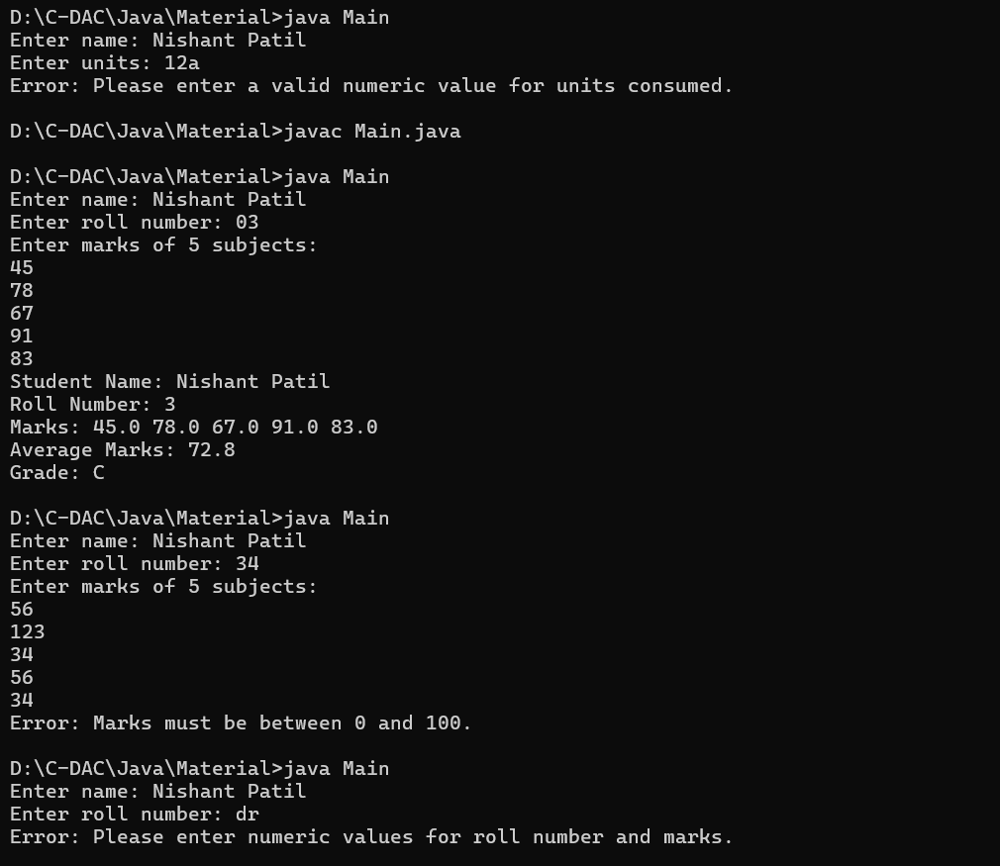 D:\C-DAC\Java\Material>java Main
Enter name: Nishant Patil
Enter units: 12a
Error: Please enter a valid numeric value for units consumed.
D:\C-DAC\Java\Material>javac Main.java
D:\C-DAC\Java\Material>java Main
Enter name: Nishant Patil
Enter roll number: 03
Enter marks of 5 subjects:
45
78
67
91
83
Student Name: Nishant Patil
Roll Number: 3
Marks: 45.0 78.0 67.0 91.0 83.0
Average Marks: 72.8
Grade: C
D:\C-DAC\Java\Material>java Main
Enter name: Nishant Patil
Enter roll number: 34
Enter marks of 5 subjects:
56
123
34
56
34
Error: Marks must be between 0 and 100.
D:\C-DAC\Java\Material>java Main
Enter name: Nishant Patil
Enter roll number: dr
Error: Please enter numeric values for roll number and marks.